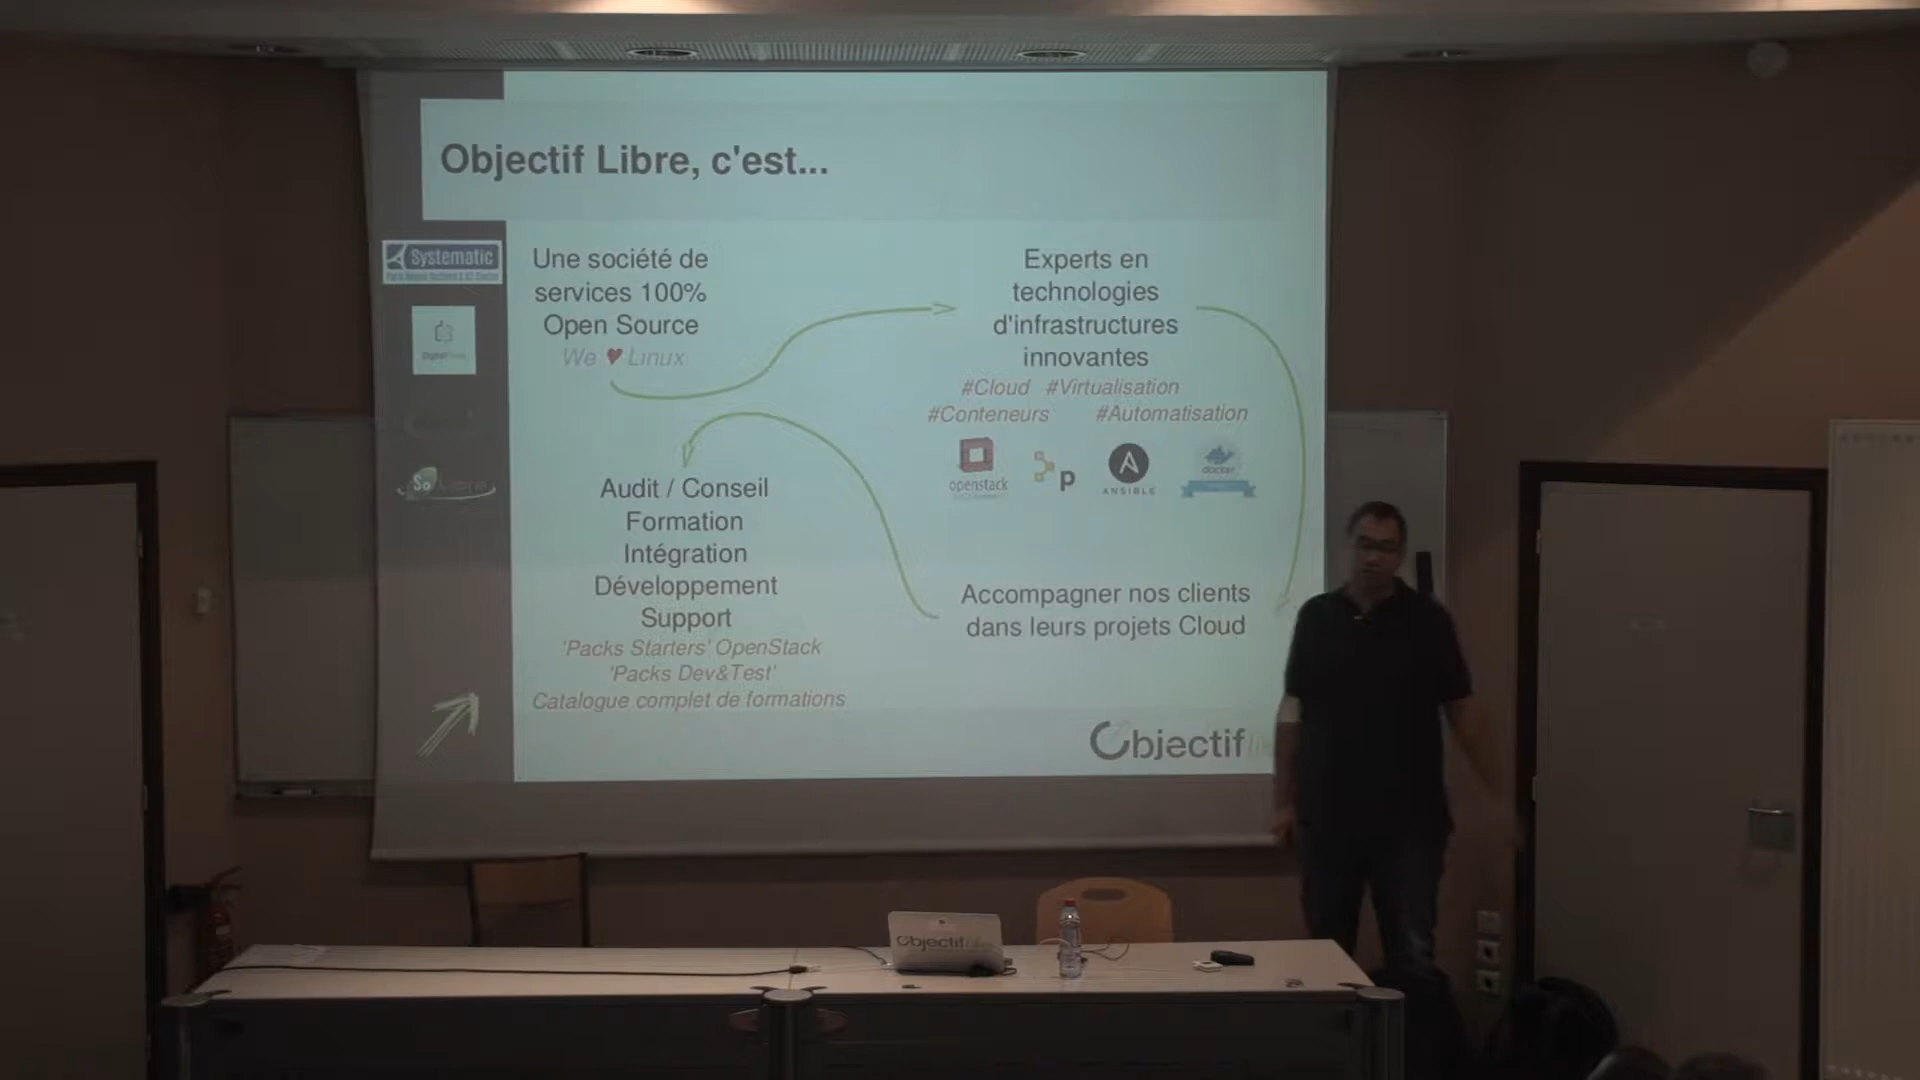 Objectif Libre, c'est...
Systematic
Une société de
services 100%
Open Source
We ♥ Linux
Experts en
technologies
d'infrastructures
innovantes
#Cloud #Virtualisation
#Conteneurs #Automatisation
openstack
p
ANSIBLE
docker
Audit / Conseil
Formation
Intégration
Développement
Support
'Packs Starters' OpenStack
'Packs Dev&Test'
Catalogue complet de formations
Accompagner nos clients
dans leurs projets Cloud
Objectif
Objectif